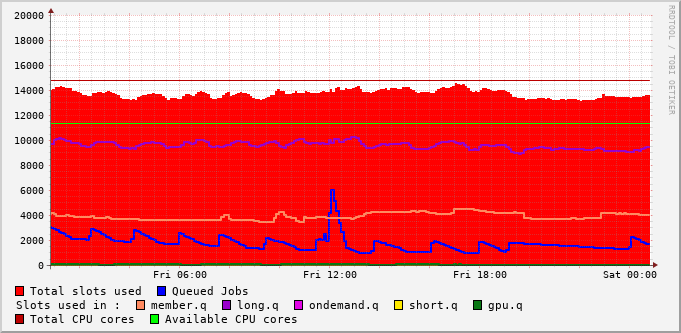 20000
18000
16000
14000
12000
10000
8000
6000
4000
2000
0
Fri 06:00 Fri 12:00 Fri 18:00 Sat 00:00
RRDTOOL / TOBI OETIKER
Total slots used Queued Jobs
Slots used in : member.q long.q ondemand.q short.q gpu.q
Total CPU cores Available CPU cores